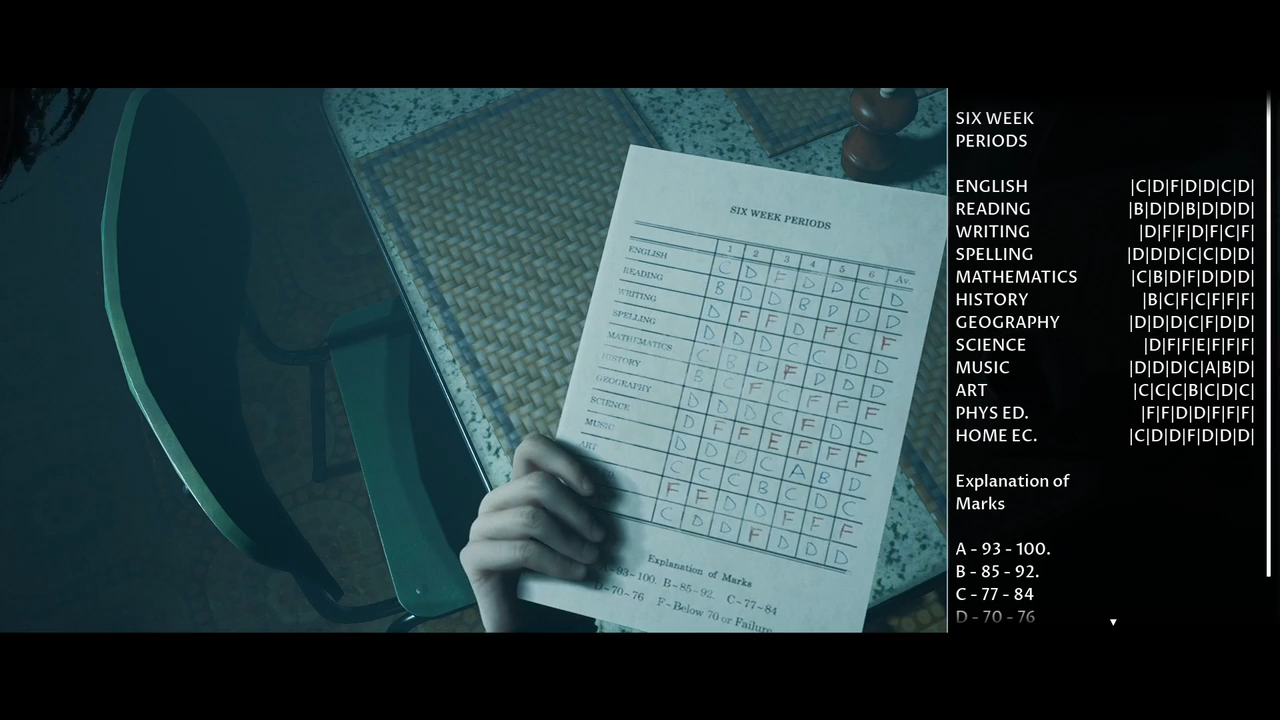 SIX WEEK PERIODS
1 2 3 4 5 6 Av.
ENGLISH C D F D D C D
READING B D D B D D D
WRITING D F F D F C F
SPELLING D D D C C D D
MATHEMATICS C B D F D D D
HISTORY B C F C F F F
GEOGRAPHY D D D C F D D
SCIENCE D F F E F F F
MUSIC D D D C A B D
ART C C C B C D C
F F D D F F F
C D D F D D D
Explanation of Marks
93-100. B-85-92. C-77-84
D-70-76 F-Below 70 or Failure
SIX WEEK
PERIODS
ENGLISH |C|D|F|D|D|C|D|
READING |B|D|D|B|D|D|D|
WRITING |D|F|F|D|F|C|F|
SPELLING |D|D|D|C|C|D|D|
MATHEMATICS |C|B|D|F|D|D|D|
HISTORY |B|C|F|C|F|F|F|
GEOGRAPHY |D|D|D|C|F|D|D|
SCIENCE |D|F|F|E|F|F|F|
MUSIC |D|D|D|C|A|B|D|
ART |C|C|C|B|C|D|C|
PHYS ED. |F|F|D|D|F|F|F|
HOME EC. |C|D|D|F|D|D|D|
Explanation of
Marks
A - 93 - 100.
B - 85 - 92.
C - 77 - 84
D - 70 - 76